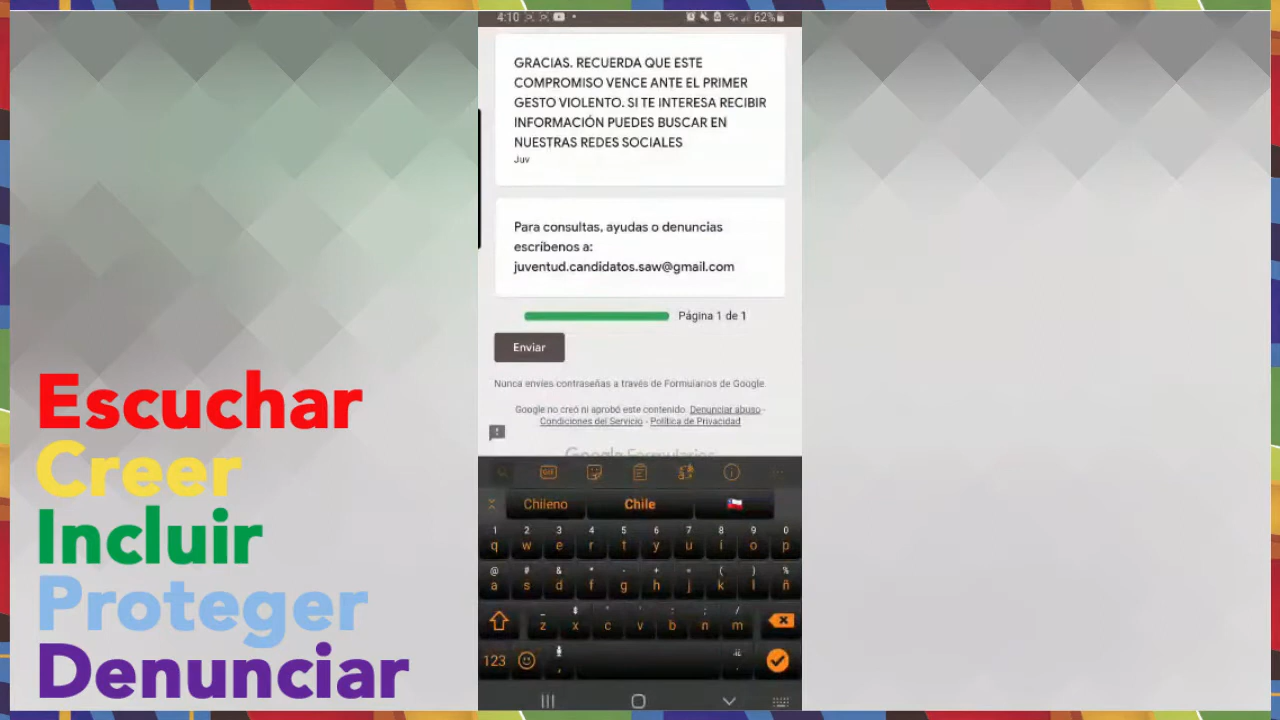 4:10
62%
GRACIAS. RECUERDA QUE ESTE
COMPROMISO VENCE ANTE EL PRIMER
GESTO VIOLENTO. SI TE INTERESA RECIBIR
INFORMACIÓN PUEDES BUSCAR EN
NUESTRAS REDES SOCIALES
Juv
Para consultas, ayudas o denuncias
escribenos a:
juventud.candidatos.saw@gmail.com
Página 1 de 1
Enviar
Nunca envíes contraseñas a través de Formularios de Google.
Google no creó ni aprobó este contenido. Denunciar abuso -
Condiciones del Servicio - Política de Privacidad
Google Formularios
Escuchar
Creer
Incluir
Proteger
Denunciar
GIF
Chileno Chile
1 2 3 4 5 6 7 8 9 0
q w e r t y u i o p
@ # & * - + = ( ) %
a s d f g h j k l ñ
z x c v b n m
123